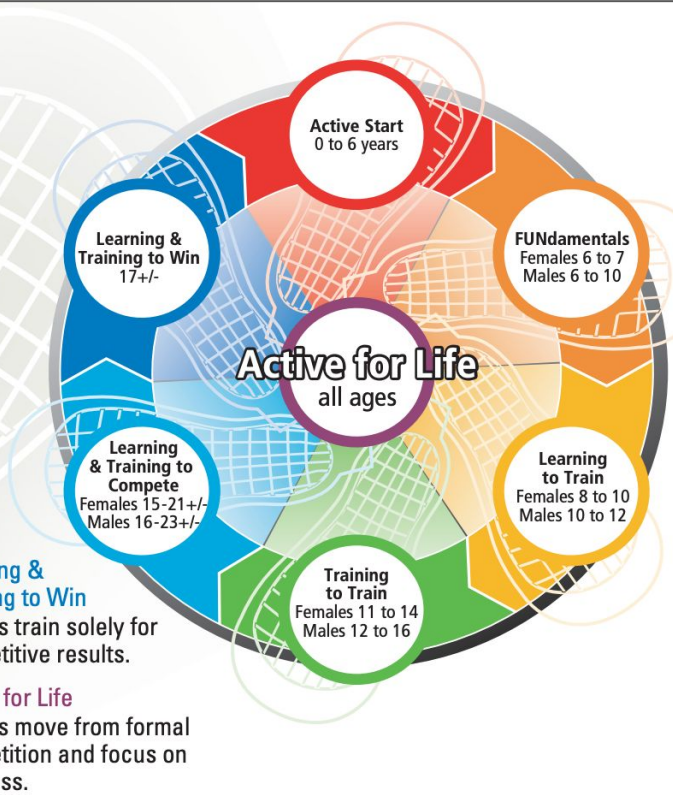 Active Start
0 to 6 years
FUNdamentals
Females 6 to 7
Males 6 to 10
Learning
to Train
Females 8 to 10
Males 10 to 12
Training
to Train
Females 11 to 14
Males 12 to 16
Learning
& Training to
Compete
Females 15-21+/-
Males 16-23+/-
Learning &
Training to Win
17+/-
Active for Life
all ages
ng &
ng to Win
s train solely for
etitive results.
for Life
s move from formal
etition and focus on
ss.